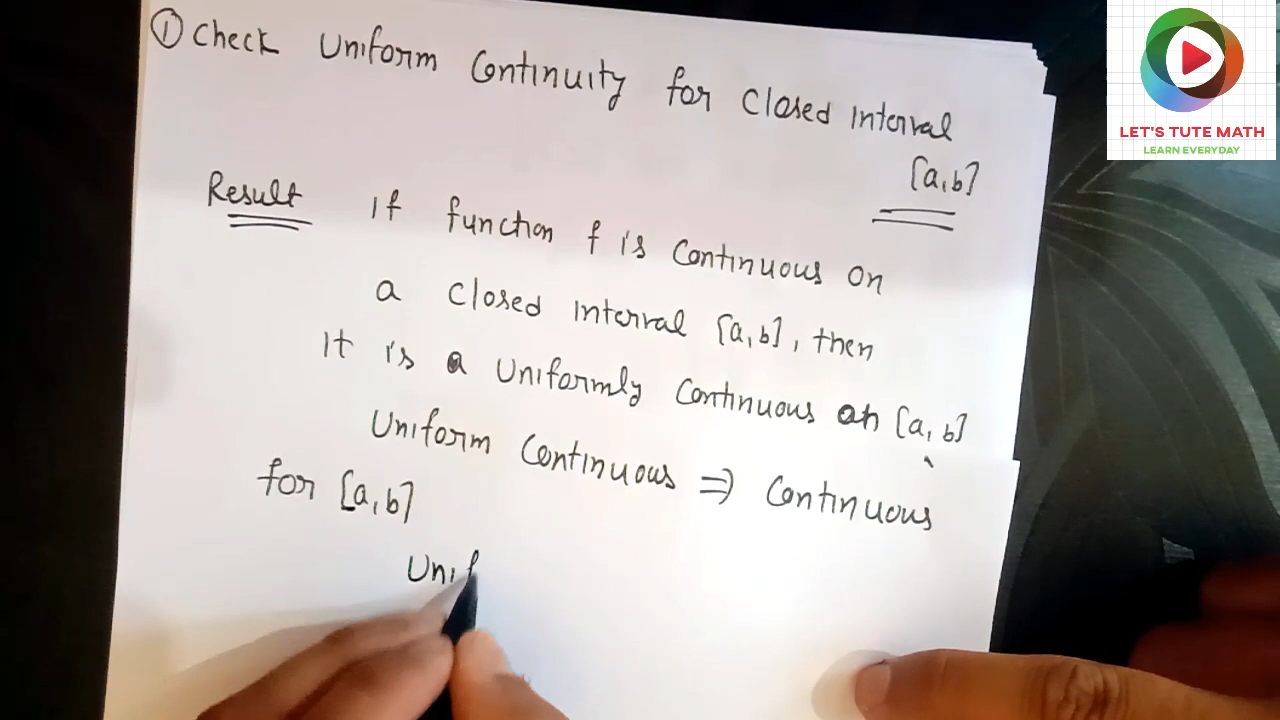 ① Check Uniform Continuity for Closed Interval
[a,b]
Result If function f is Continuous on
a closed interval [a,b], then
It is a Uniformly Continuous on [a,b]
Uniform Continuous ⇒ Continuous
for [a,b]
Unif
LET'S TUTE MATH
LEARN EVERYDAY